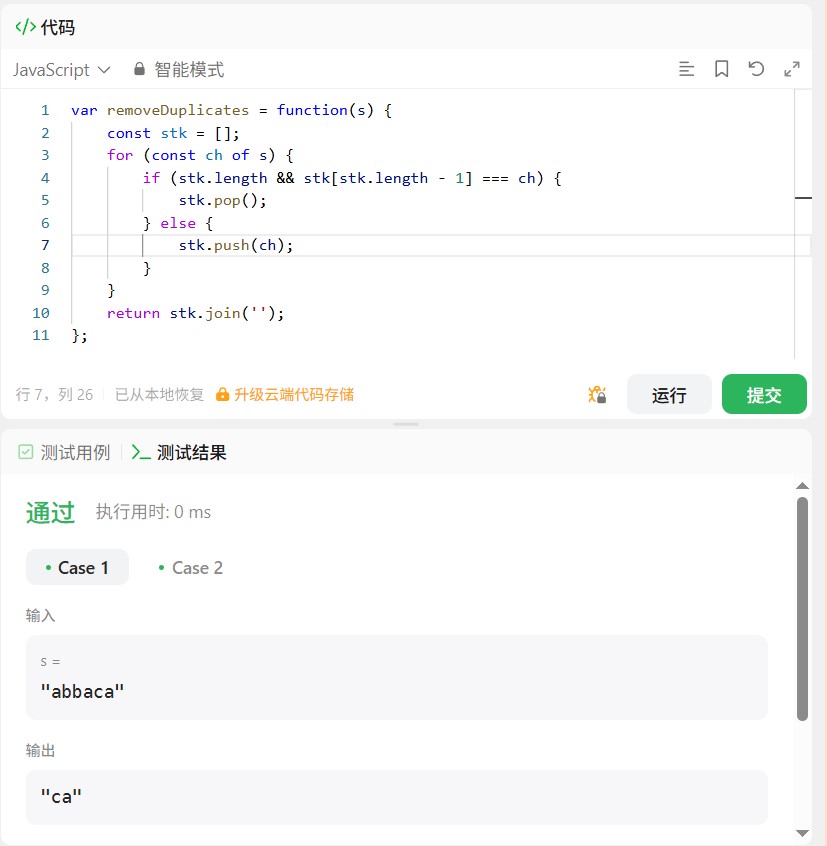 代码
JavaScript 智能模式
1 var removeDuplicates = function(s) {
2 const stk = [];
3 for (const ch of s) {
4 if (stk.length && stk[stk.length - 1] === ch) {
5 stk.pop();
6 } else {
7 stk.push(ch);
8 }
9 }
10 return stk.join('');
11 };
行 7，列 26 已从本地恢复 升级云端代码存储 运行 提交
测试用例 测试结果
通过 执行用时: 0 ms
Case 1 Case 2
输入
s =
"abbaca"
输出
"ca"